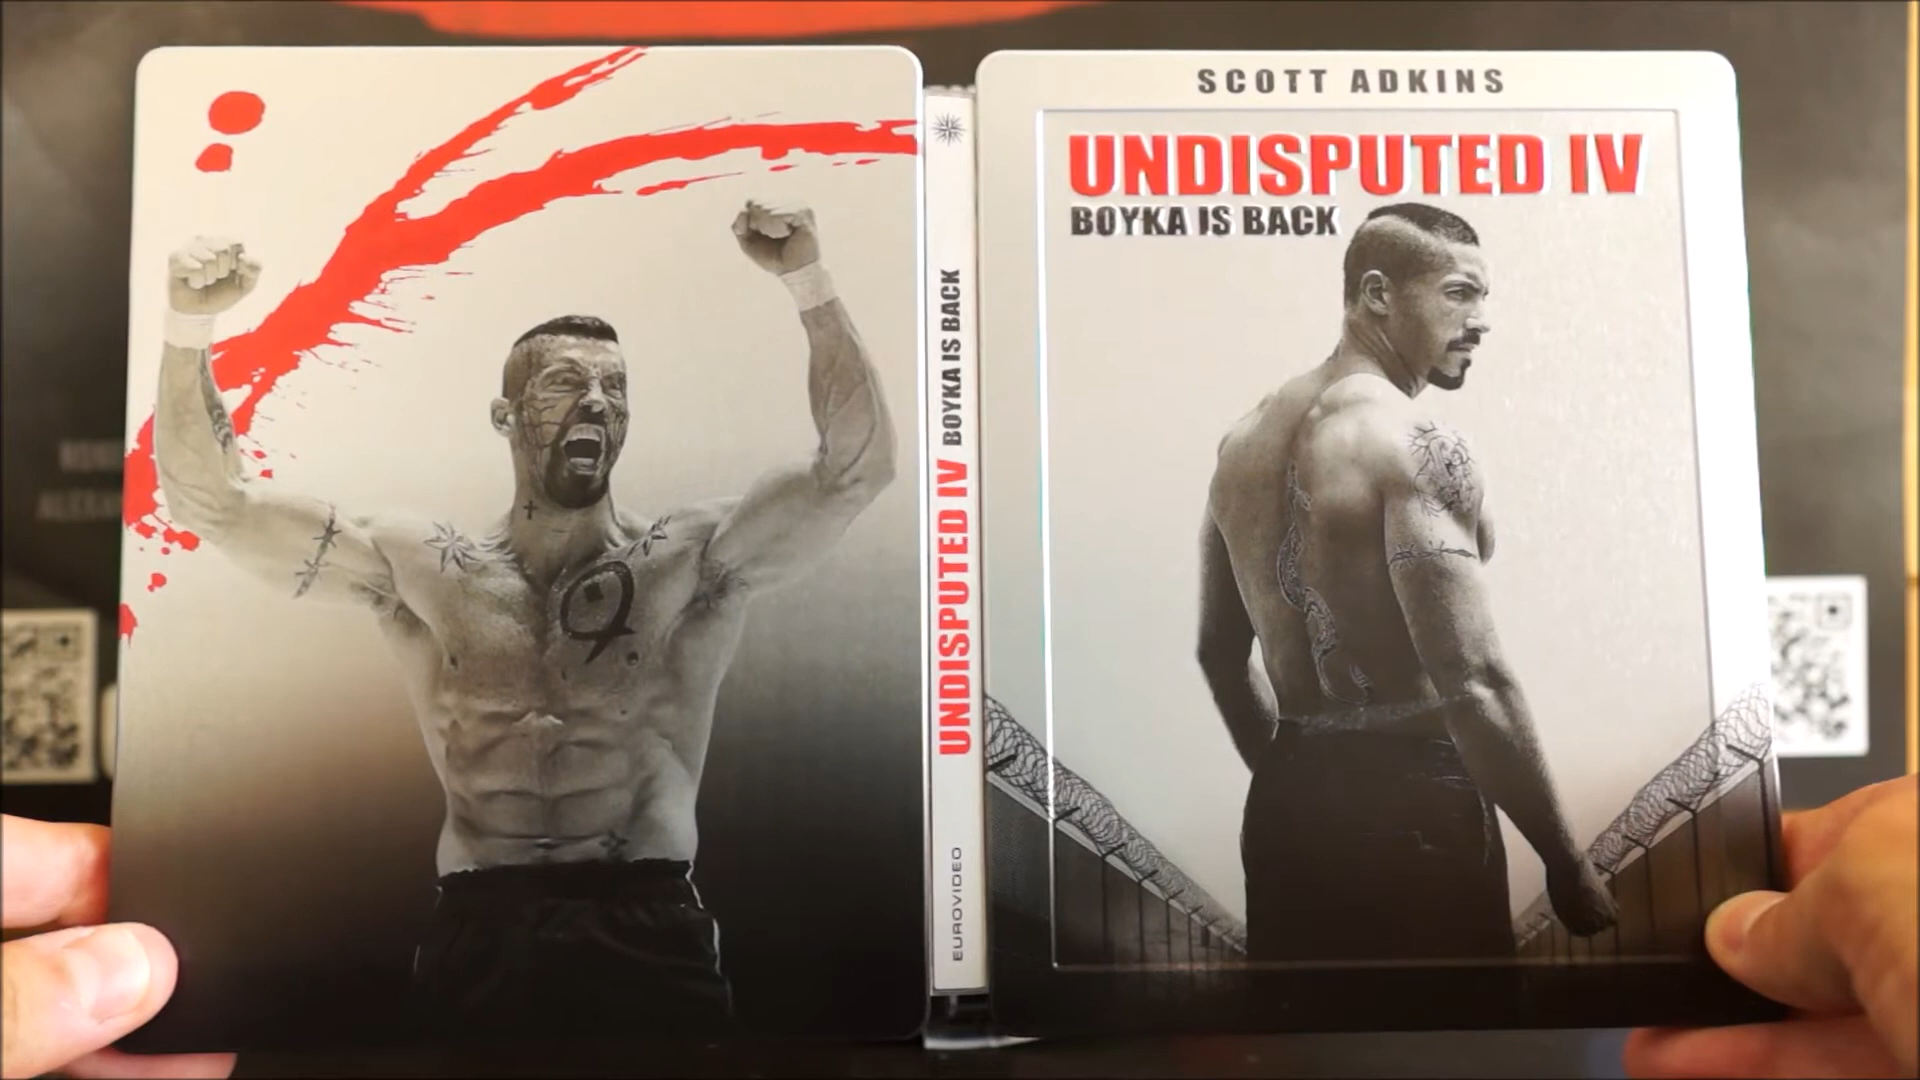 SCOTT ADKINS
UNDISPUTED IV
BOYKA IS BACK
UNDISPUTED IV BOYKA IS BACK
EUROVIDEO